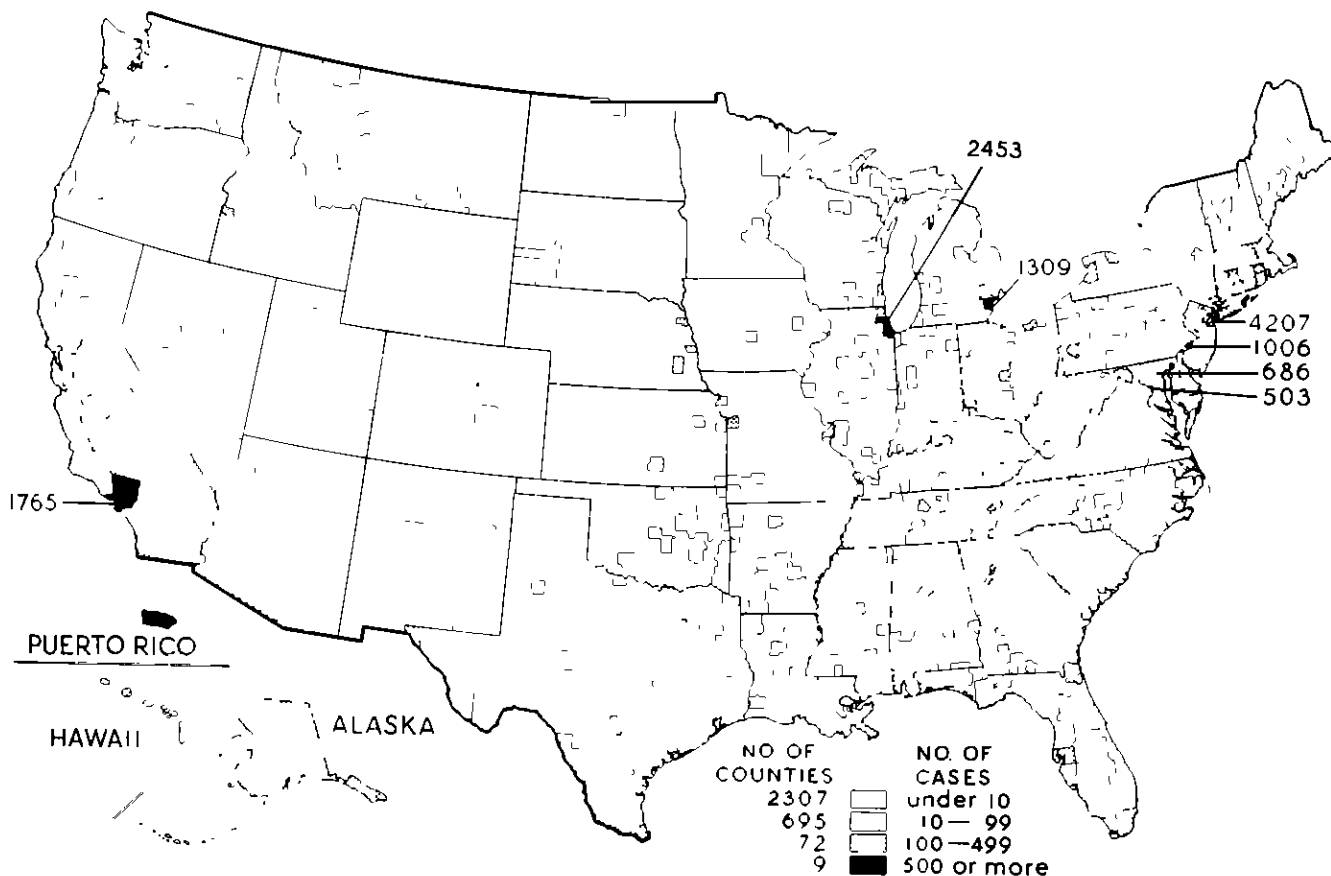 2453
1309
4207
1006
686
503
1765
PUERTO RICO
HAWAII
ALASKA
NO OF COUNTIES NO. OF CASES
2307 under 10
695 10 — 99
72 100 — 499
9 500 or more